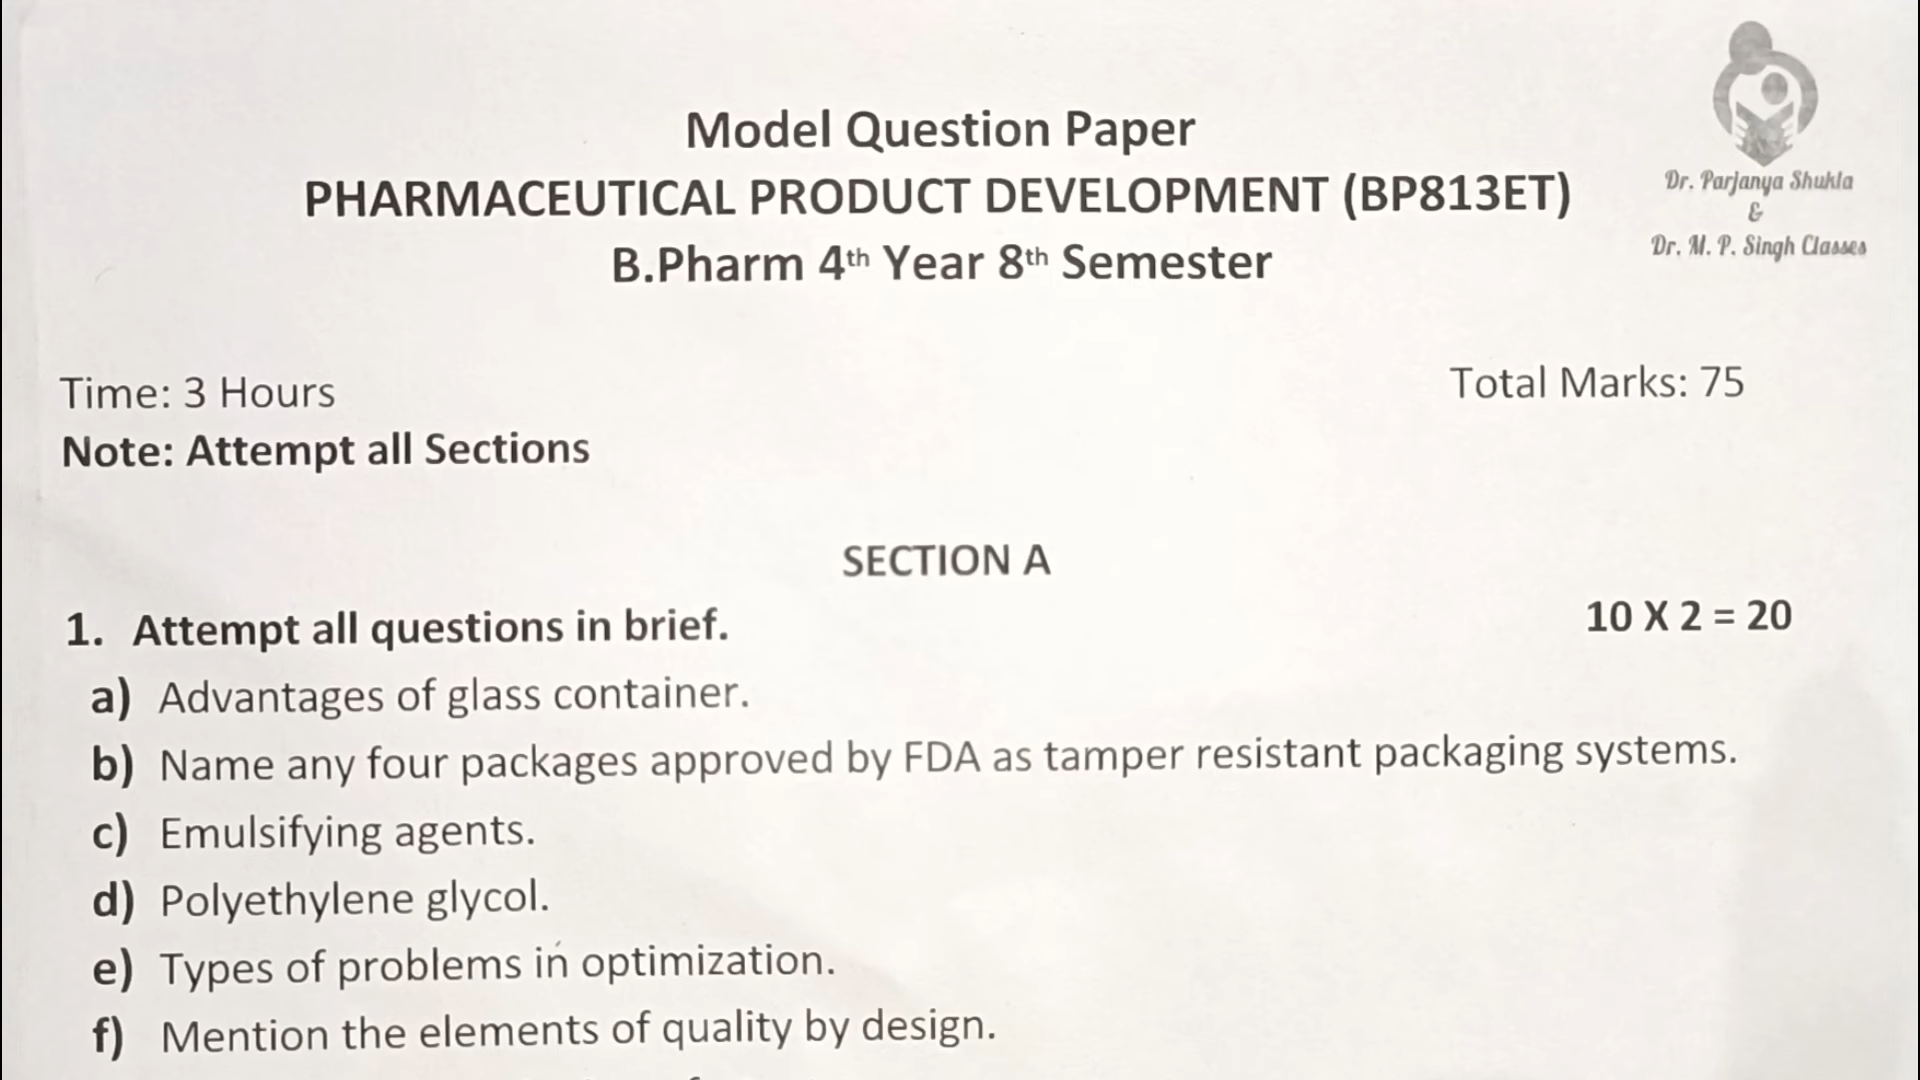 Model Question Paper
PHARMACEUTICAL PRODUCT DEVELOPMENT (BP813ET)
B.Pharm 4th Year 8th Semester
Dr. Parjanya Shukla
&
Dr. M. P. Singh Classes
Time: 3 Hours
Total Marks: 75
Note: Attempt all Sections
SECTION A
1. Attempt all questions in brief.
10 X 2 = 20
a) Advantages of glass container.
b) Name any four packages approved by FDA as tamper resistant packaging systems.
c) Emulsifying agents.
d) Polyethylene glycol.
e) Types of problems in optimization.
f) Mention the elements of quality by design.